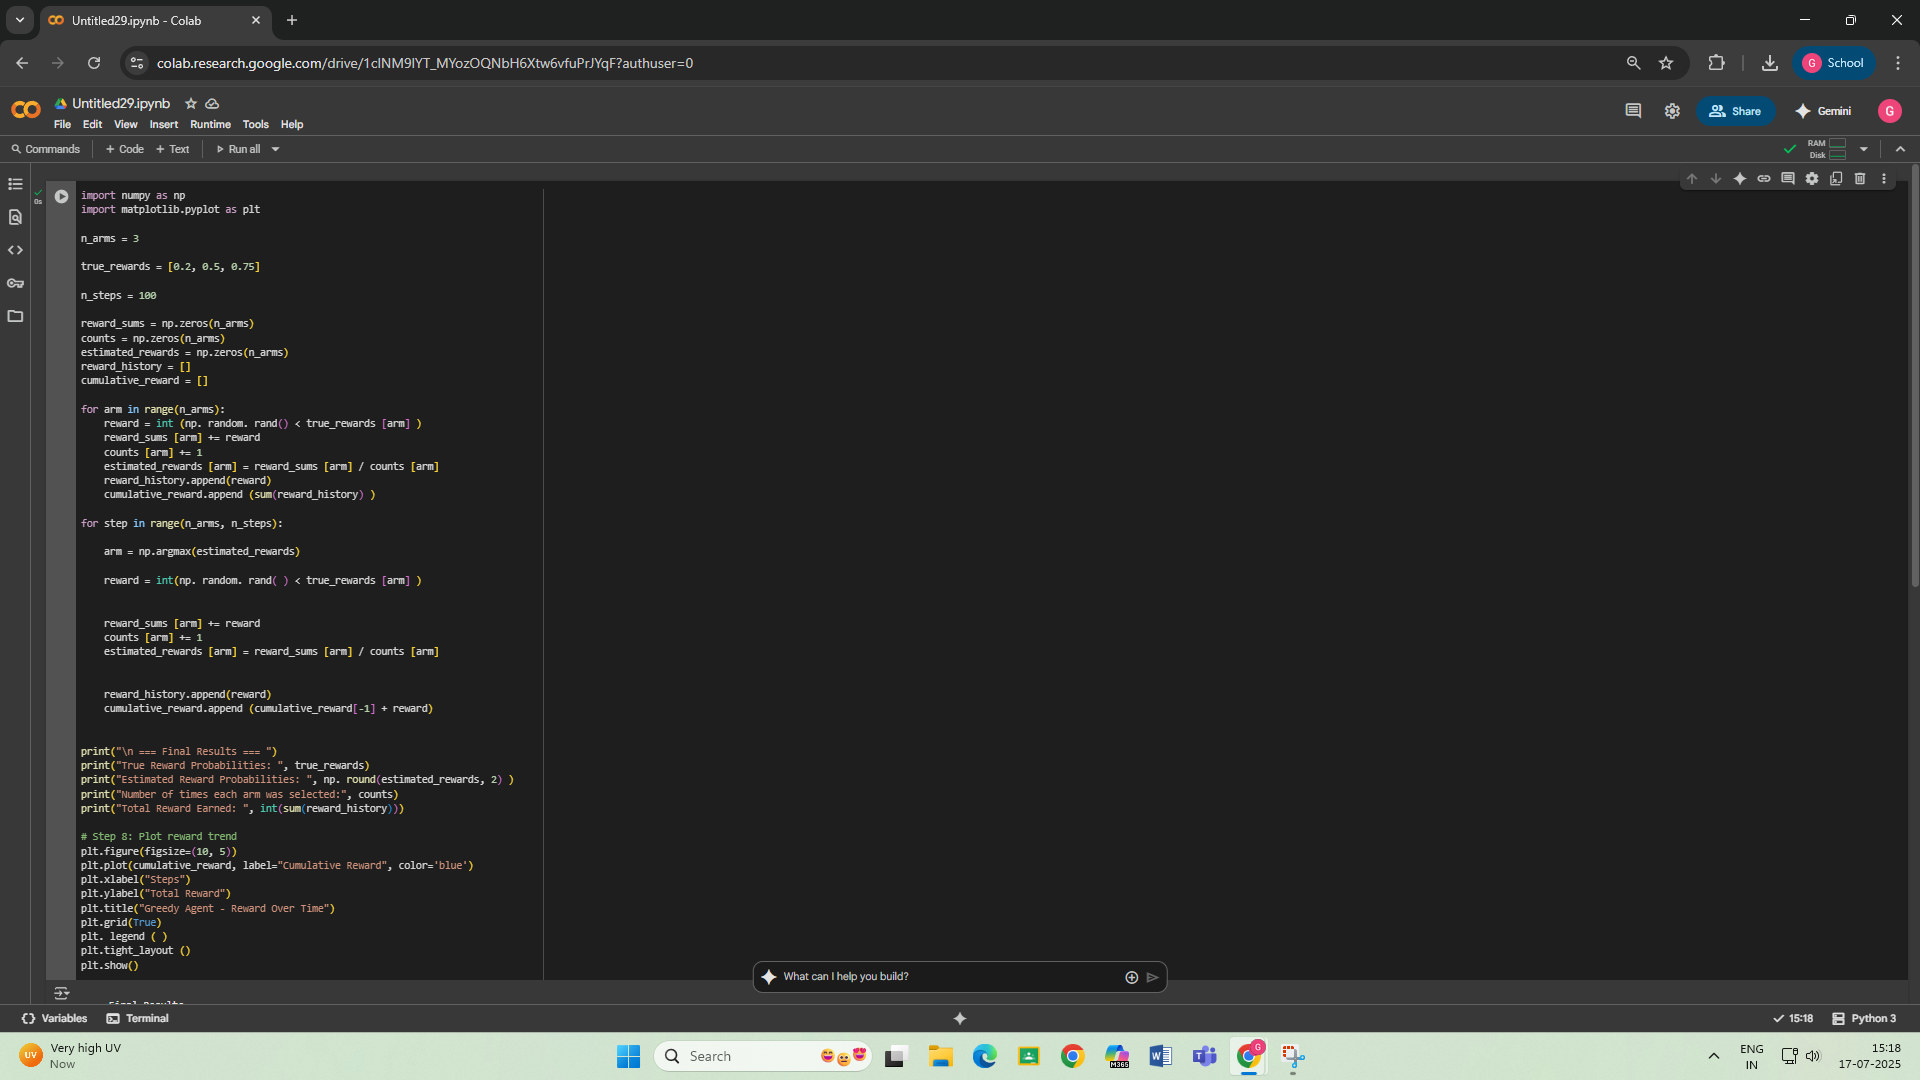 Untitled29.ipynb - Colab
colab.research.google.com/drive/1clNM9lYT_MYozOQNbH6Xtw6vfuPrJYqF?authuser=0
School
Untitled29.ipynb
File Edit View Insert Runtime Tools Help
Share
Gemini
G
Commands + Code + Text Run all
RAM
Disk
0s
import numpy as np
import matplotlib.pyplot as plt
n_arms = 3
true_rewards = [0.2, 0.5, 0.75]
n_steps = 100
reward_sums = np.zeros(n_arms)
counts = np.zeros(n_arms)
estimated_rewards = np.zeros(n_arms)
reward_history = []
cumulative_reward = []
for arm in range(n_arms):
reward = int (np. random. rand() < true_rewards [arm] )
reward_sums [arm] += reward
counts [arm] += 1
estimated_rewards [arm] = reward_sums [arm] / counts [arm]
reward_history.append(reward)
cumulative_reward.append (sum(reward_history) )
for step in range(n_arms, n_steps):
arm = np.argmax(estimated_rewards)
reward = int(np. random. rand( ) < true_rewards [arm] )
reward_sums [arm] += reward
counts [arm] += 1
estimated_rewards [arm] = reward_sums [arm] / counts [arm]
reward_history.append(reward)
cumulative_reward.append (cumulative_reward[-1] + reward)
print("\n === Final Results === ")
print("True Reward Probabilities: ", true_rewards)
print("Estimated Reward Probabilities: ", np. round(estimated_rewards, 2) )
print("Number of times each arm was selected:", counts)
print("Total Reward Earned: ", int(sum(reward_history)))
# Step 8: Plot reward trend
plt.figure(figsize=(10, 5))
plt.plot(cumulative_reward, label="Cumulative Reward", color='blue')
plt.xlabel("Steps")
plt.ylabel("Total Reward")
plt.title("Greedy Agent - Reward Over Time")
plt.grid(True)
plt. legend ( )
plt.tight_layout ()
plt.show()
What can I help you build?
Variables Terminal
15:18 Python 3
UV
Very high UV
Now
Search
M365
ENG
IN
15:18
17-07-2025